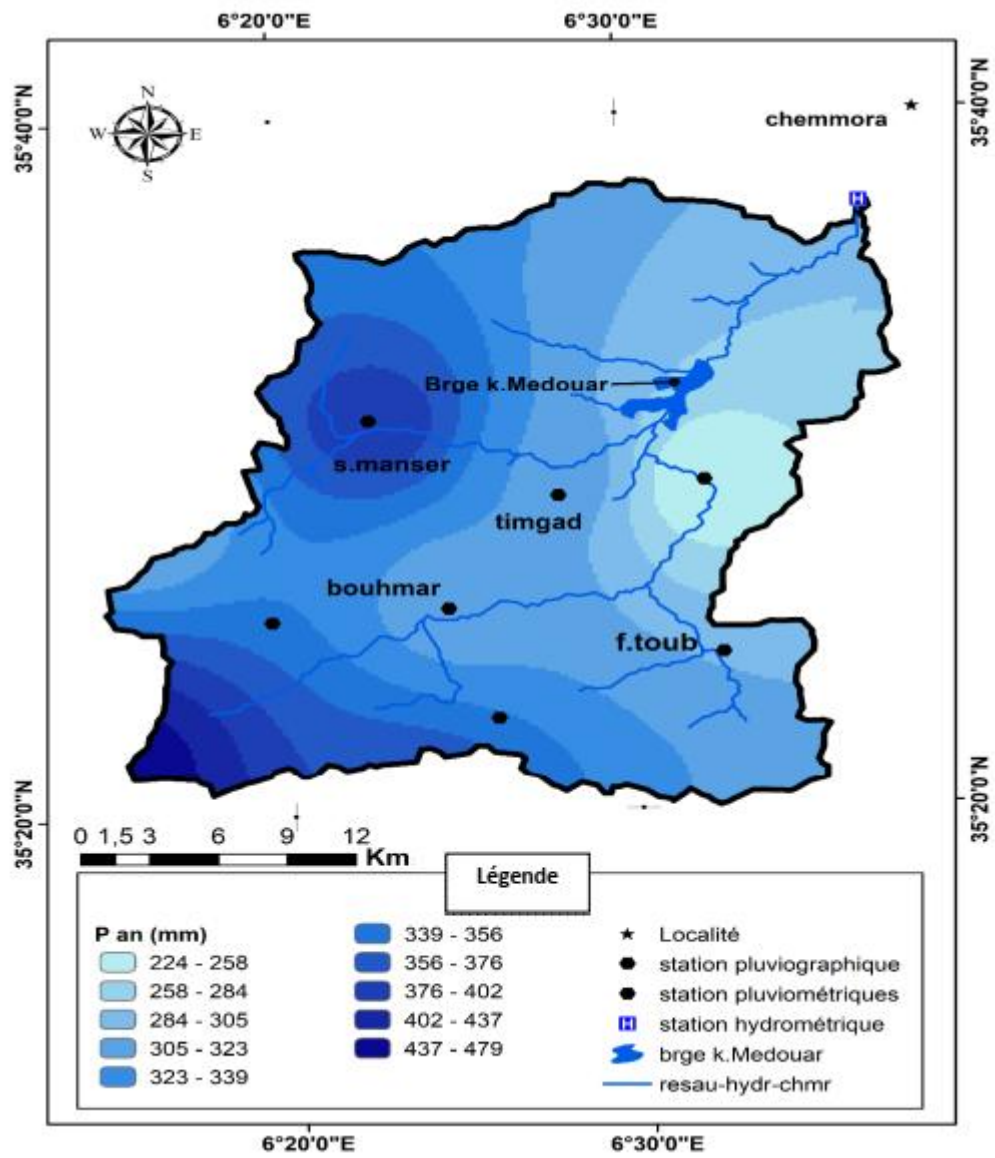 6°20'0"E
6°30'0"E
35°40'0"N
35°40'0"N
N
W
E
S
chemmora
H
Brge k.Medouar
s.manser
timgad
bouhmar
f.toub
35°20'0"N
35°20'0"N
0 1,5 3 6 9 12
Km
Légende
P an (mm)
224 - 258
258 - 284
284 - 305
305 - 323
323 - 339
339 - 356
356 - 376
376 - 402
402 - 437
437 - 479
Localité
station pluviographique
station pluviométriques
H station hydrométrique
brge k.Medouar
resau-hydr-chmr
6°20'0"E
6°30'0"E